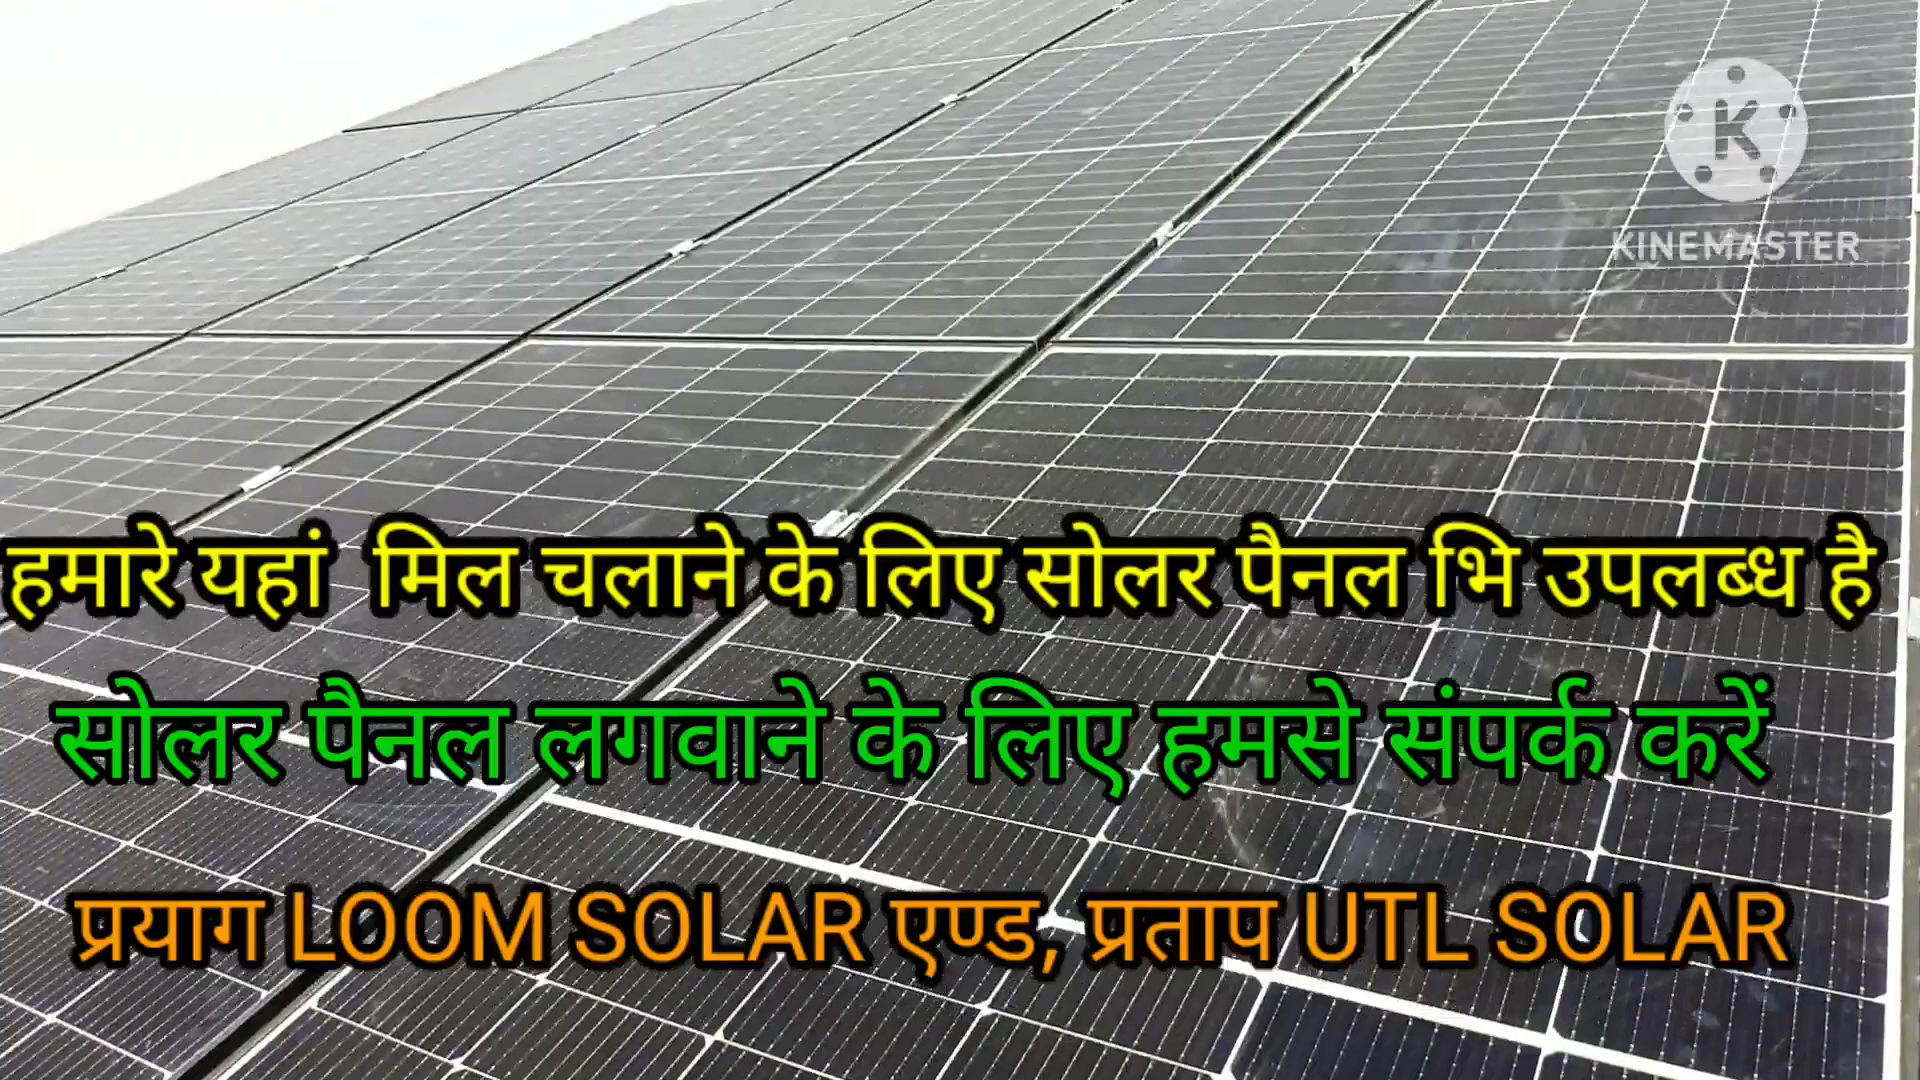 K
KINEMASTER
हमारे यहां मिल चलाने के लिए सोलर पैनल भि उपलब्ध है
सोलर पैनल लगवाने के लिए हमसे संपर्क करें
प्रयाग LOOM SOLAR एण्ड, प्रताप UTL SOLAR